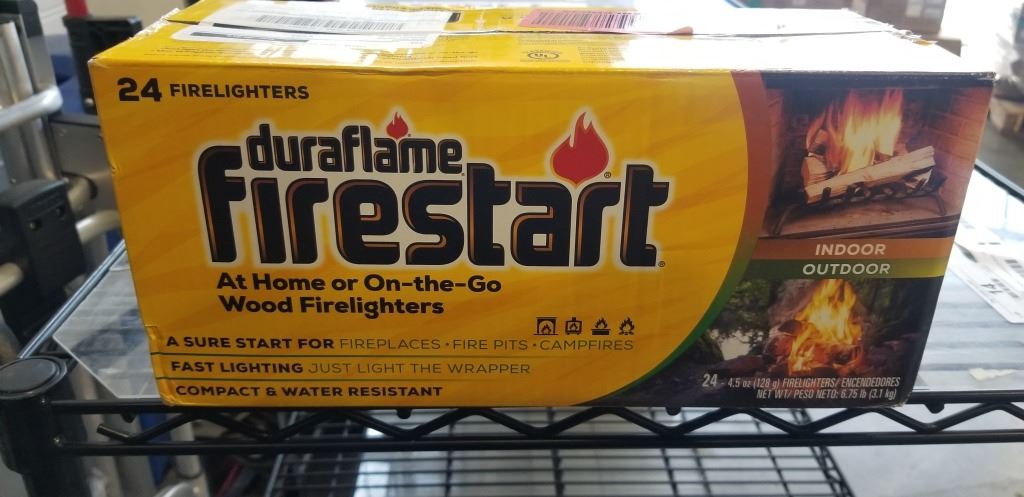 24 FIRELIGHTERS
duraflame
firestart
At Home or On-the-Go
Wood Firelighters
A SURE START FOR FIREPLACES • FIRE PITS • CAMPFIRES
FAST LIGHTING JUST LIGHT THE WRAPPER
COMPACT & WATER RESISTANT
INDOOR
OUTDOOR
24 - 4.5 oz (128 g) FIRELIGHTERS/ ENCENDEDORES
NET WT/ PESO NETO: 6.75 lb (3.1 kg)